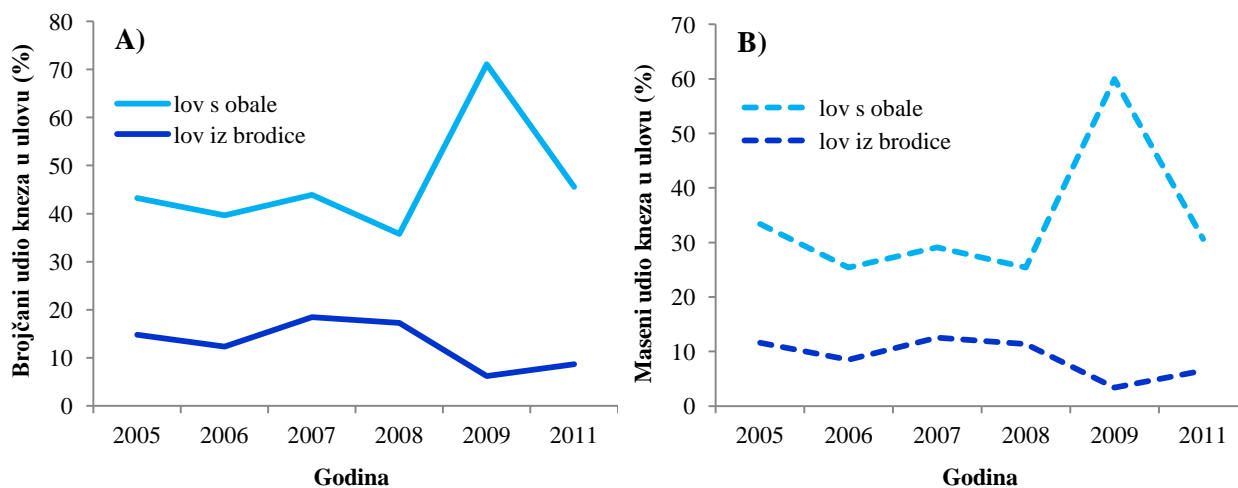 A)
Brojčani udio kneza u ulovu (%)
80
70
60
50
40
30
20
10
0
lov s obale
lov iz brodice
2005 2006 2007 2008 2009 2011
Godina
B)
Maseni udio kneza u ulovu (%)
70
60
50
40
30
20
10
0
lov s obale
lov iz brodice
2005 2006 2007 2008 2009 2011
Godina